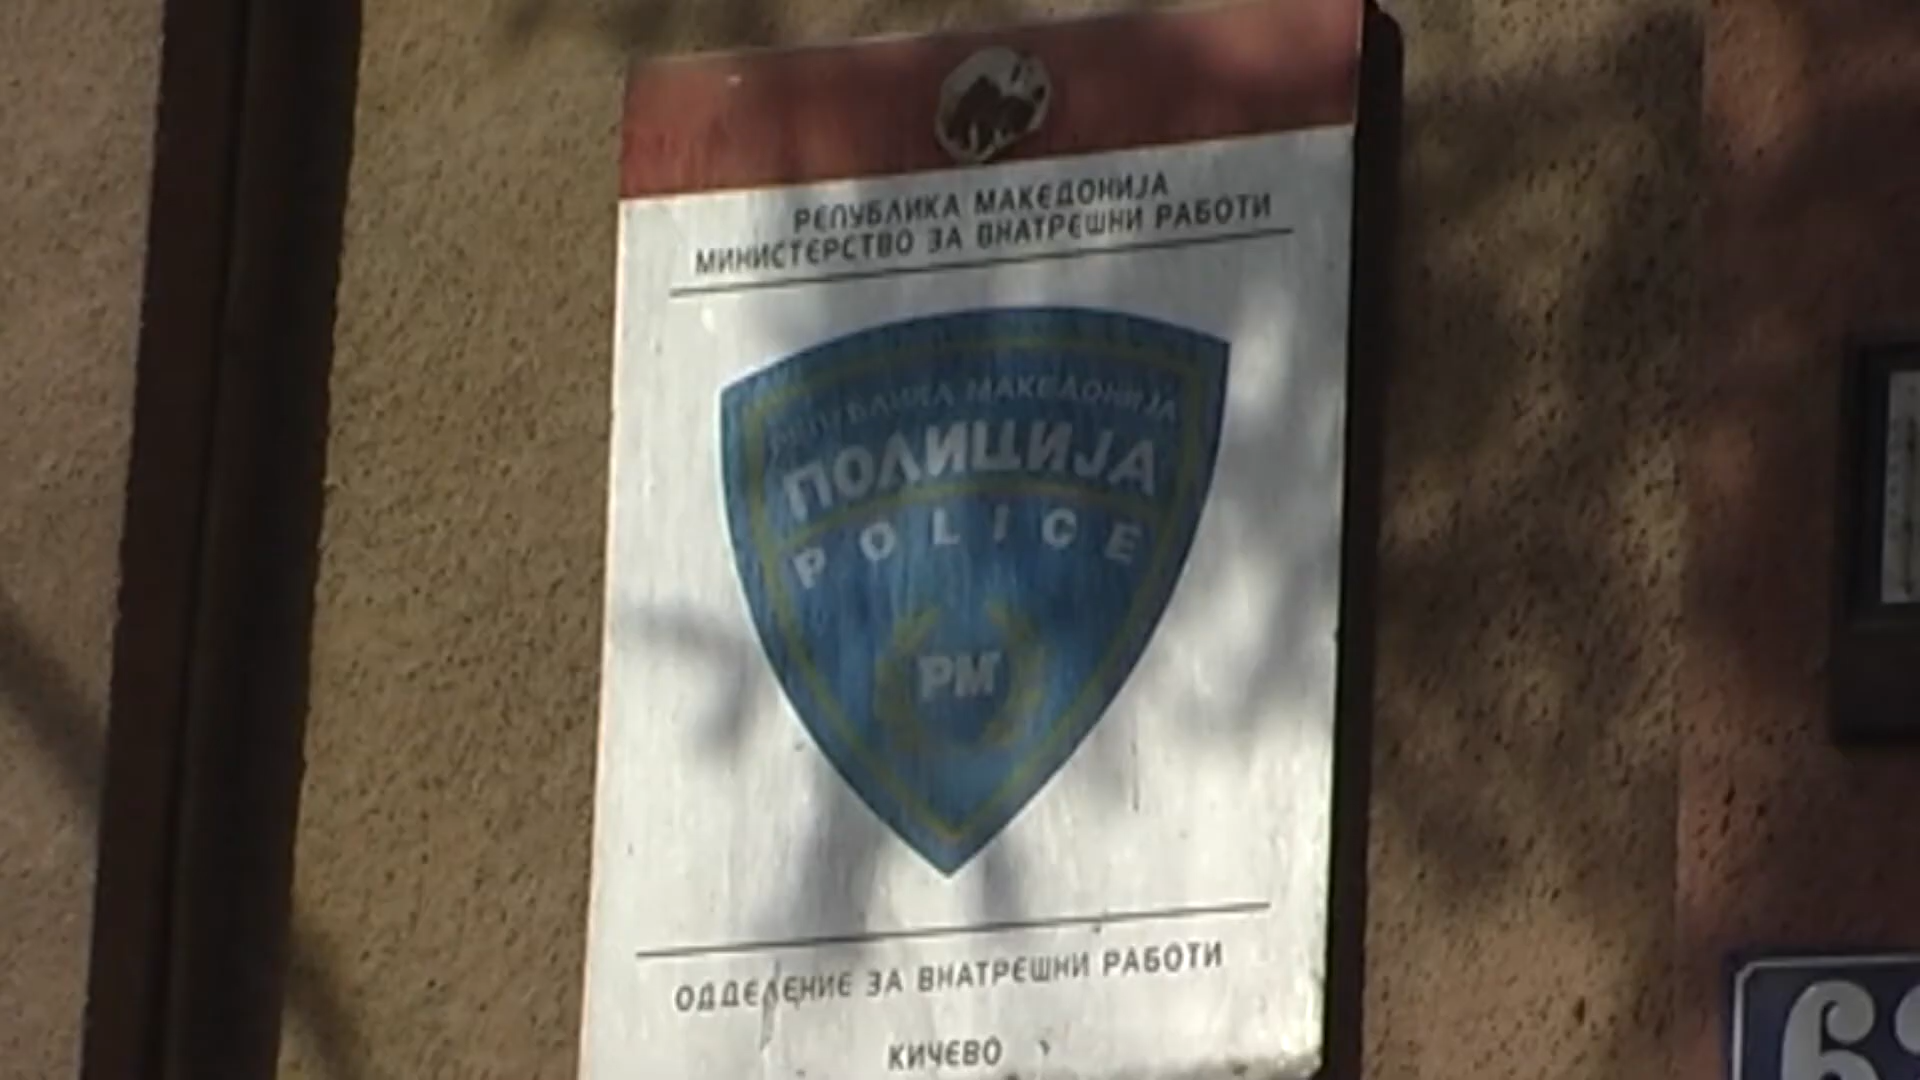 РЕПУБЛИКА МАКЕДОНИЈА
МИНИСТЕРСТВО ЗА ВНАТРЕШНИ РАБОТИ
РЕПУБЛИКА МАКЕДОНИЈА
ПОЛИЦИЈА
POLICE
РМ
ОДДЕЛЕНИЕ ЗА ВНАТРЕШНИ РАБОТИ
КИЧЕВО